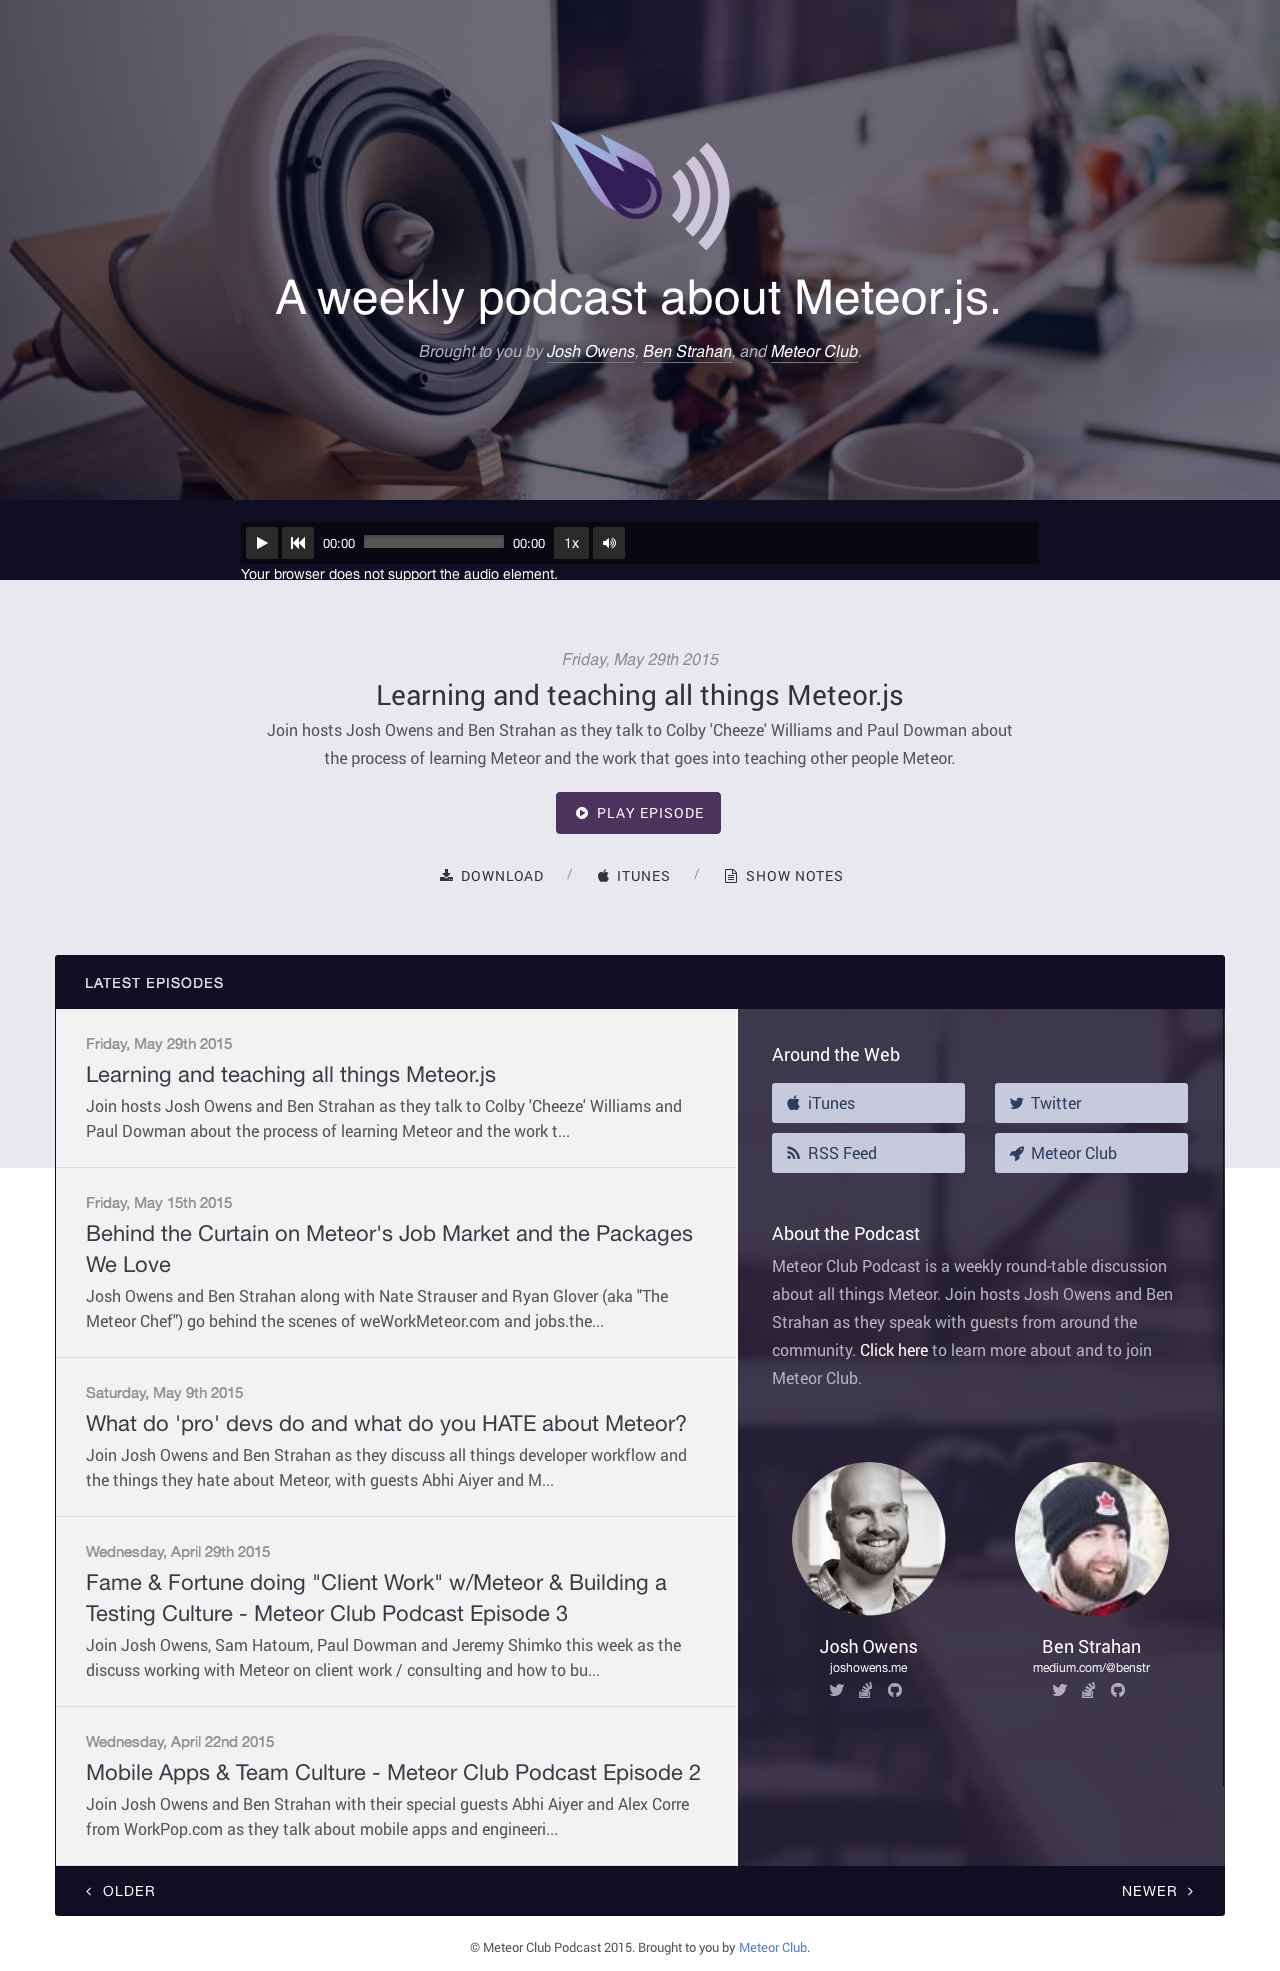 A weekly podcast about Meteor.js.
Brought to you by Josh Owens, Ben Strahan, and Meteor Club.
00:00 00:00 1x
Your browser does not support the audio element.
Friday, May 29th 2015
Learning and teaching all things Meteor.js
Join hosts Josh Owens and Ben Strahan as they talk to Colby 'Cheeze' Williams and Paul Dowman about
the process of learning Meteor and the work that goes into teaching other people Meteor.
PLAY EPISODE
DOWNLOAD / ITUNES / SHOW NOTES
LATEST EPISODES
Friday, May 29th 2015
Learning and teaching all things Meteor.js
Join hosts Josh Owens and Ben Strahan as they talk to Colby 'Cheeze' Williams and
Paul Dowman about the process of learning Meteor and the work t...
Friday, May 15th 2015
Behind the Curtain on Meteor's Job Market and the Packages
We Love
Josh Owens and Ben Strahan along with Nate Strauser and Ryan Glover (aka "The
Meteor Chef") go behind the scenes of weWorkMeteor.com and jobs.the...
Saturday, May 9th 2015
What do 'pro' devs do and what do you HATE about Meteor?
Join Josh Owens and Ben Strahan as they discuss all things developer workflow and
the things they hate about Meteor, with guests Abhi Aiyer and M...
Wednesday, April 29th 2015
Fame & Fortune doing "Client Work" w/Meteor & Building a
Testing Culture - Meteor Club Podcast Episode 3
Join Josh Owens, Sam Hatoum, Paul Dowman and Jeremy Shimko this week as the
discuss working with Meteor on client work / consulting and how to bu...
Wednesday, April 22nd 2015
Mobile Apps & Team Culture - Meteor Club Podcast Episode 2
Join Josh Owens and Ben Strahan with their special guests Abhi Aiyer and Alex Corre
from WorkPop.com as they talk about mobile apps and engineeri...
Around the Web
iTunes
Twitter
RSS Feed
Meteor Club
About the Podcast
Meteor Club Podcast is a weekly round-table discussion
about all things Meteor. Join hosts Josh Owens and Ben
Strahan as they speak with guests from around the
community. Click here to learn more about and to join
Meteor Club.
Josh Owens
joshowens.me
Ben Strahan
medium.com/@benstr
OLDER
NEWER
© Meteor Club Podcast 2015. Brought to you by Meteor Club.